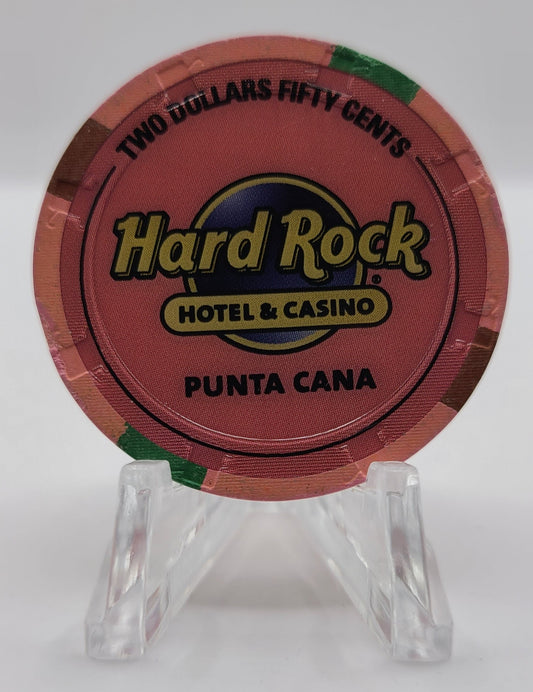 TWO DOLLARS FIFTY CENTS
Hard Rock
®
HOTEL & CASINO
PUNTA CANA